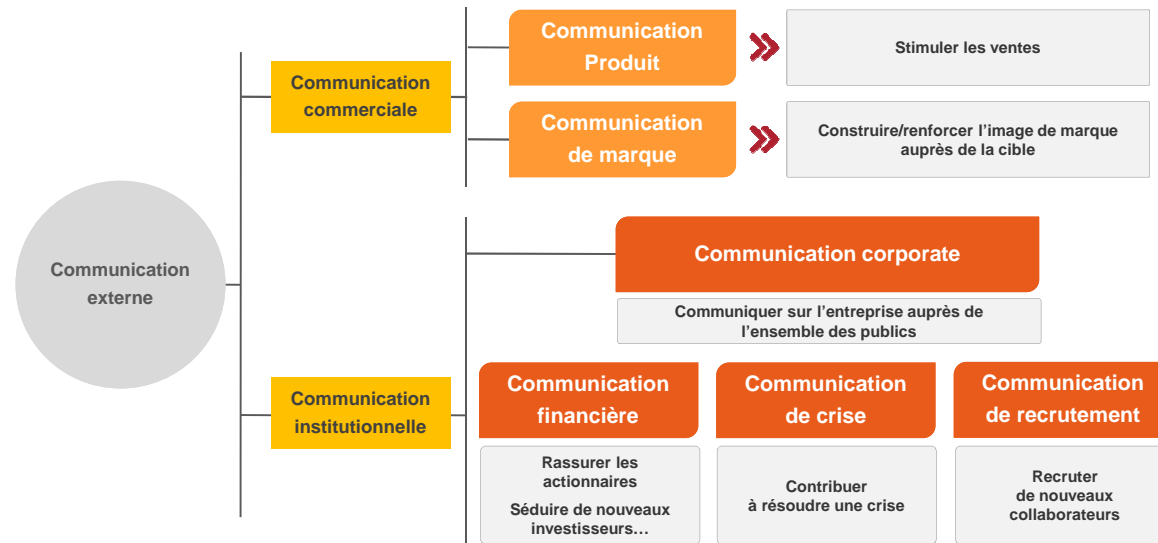 Communication
externe
Communication
commerciale
Communication
Produit
Stimuler les ventes
Communication
de marque
Construire/renforcer l’image de marque
auprès de la cible
Communication
institutionnelle
Communication corporate
Communiquer sur l’entreprise auprès de
l’ensemble des publics
Communication
financière
Rassurer les
actionnaires
Séduire de nouveaux
investisseurs…
Communication
de crise
Contribuer
à résoudre une crise
Communication
de recrutement
Recruter
de nouveaux
collaborateurs